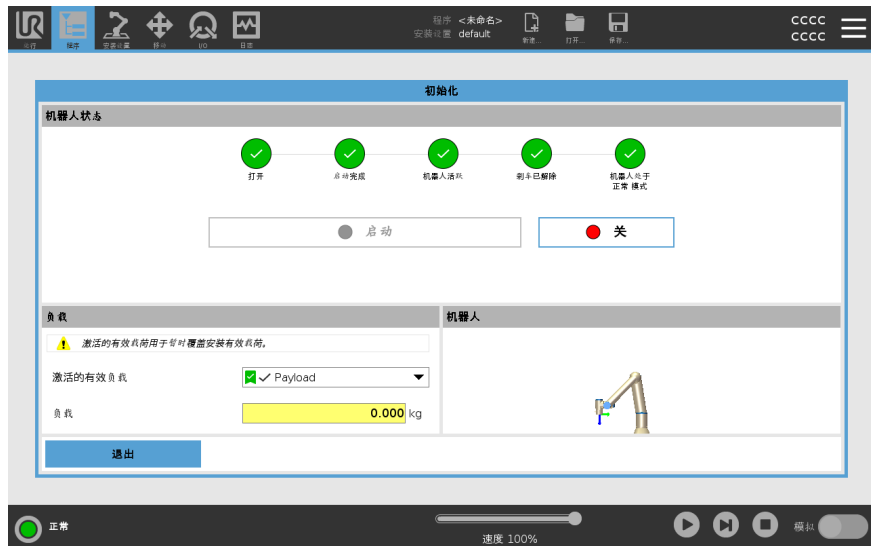 UR
运行
程序
安装设置
移动
I/O
日志
程序 <未命名>
安装设置 default
新建...
打开...
保存...
cccc
cccc
初始化
机器人状态
打开
启动完成
机器人活跃
刹车已解除
机器人处于
正常 模式
启动
关
负载
机器人
激活的有效载荷用于暂时覆盖安装有效载荷。
激活的有效负载
Payload
负载
0.000 kg
退出
正常
速度 100%
模拟